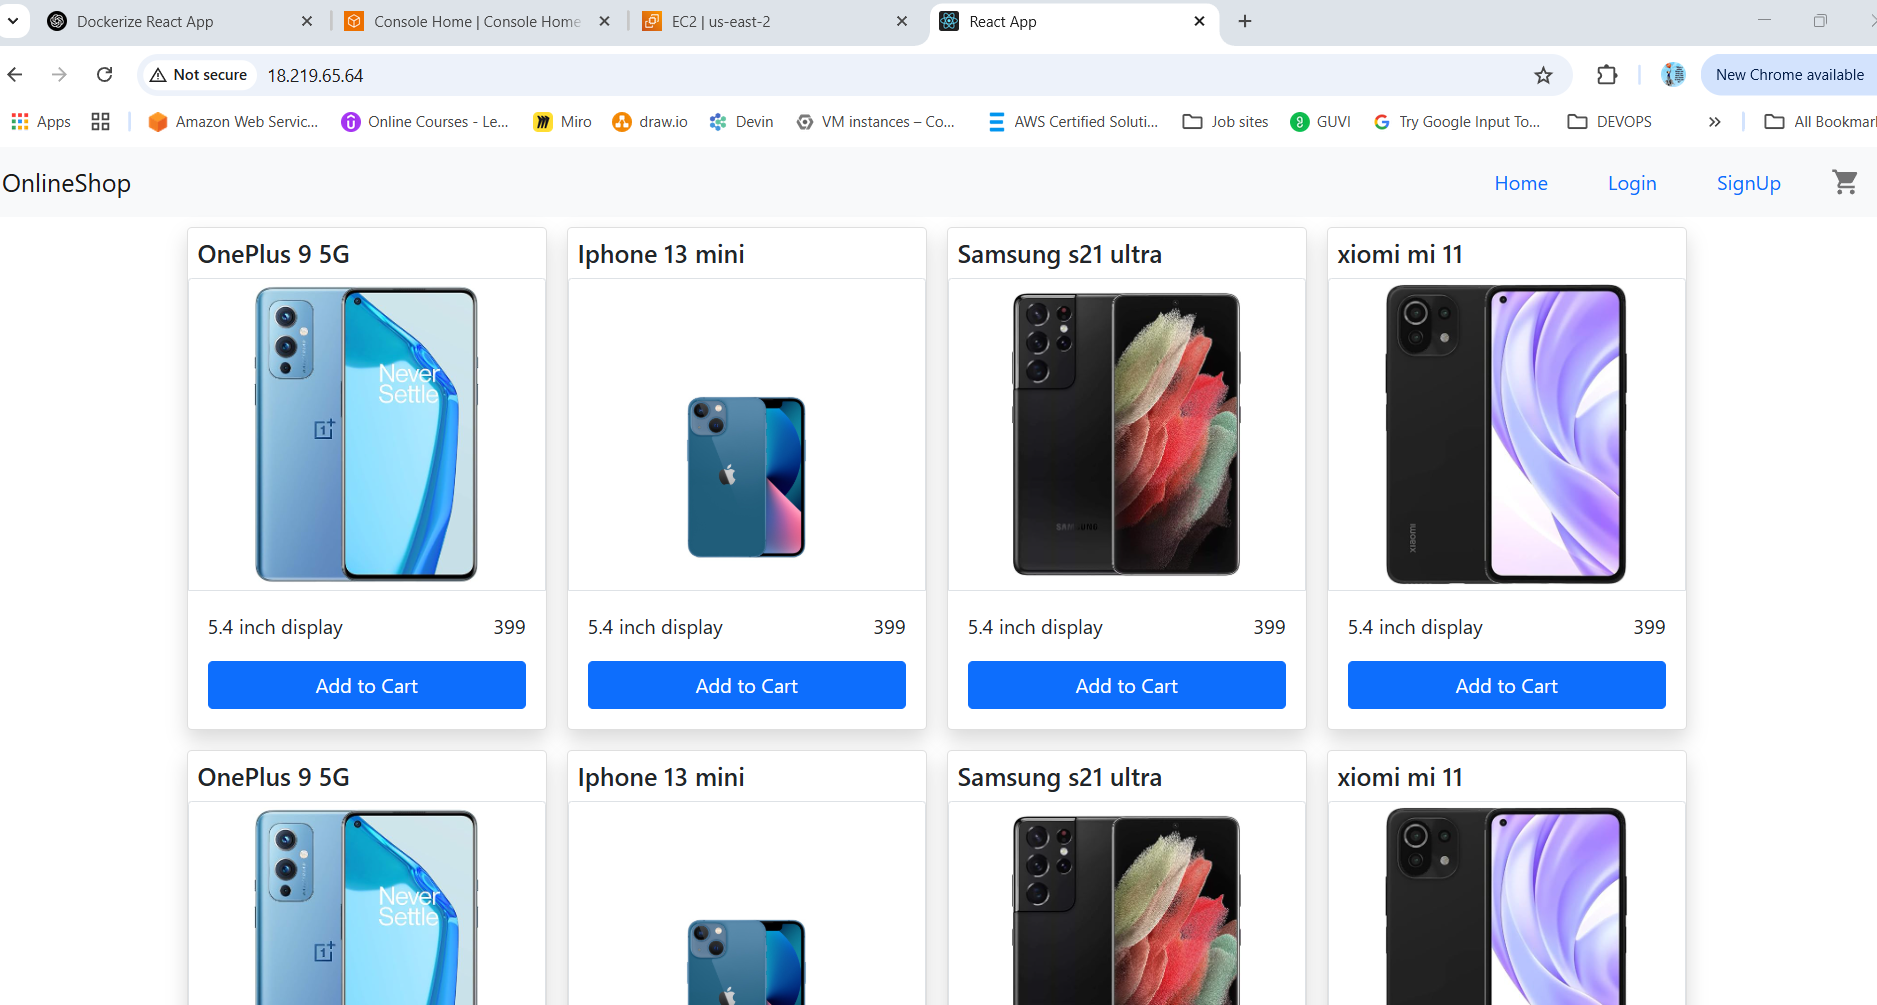 Dockerize React App
Console Home | Console Home
EC2 | us-east-2
React App
Not secure 18.219.65.64
New Chrome available
Apps Amazon Web Servic... Online Courses - Le... Miro draw.io Devin VM instances – Co... AWS Certified Soluti... Job sites GUVI Try Google Input To... DEVOPS » All Bookmar
OnlineShop Home Login SignUp
OnePlus 9 5G Iphone 13 mini Samsung s21 ultra xiomi mi 11
Never
Settle
SAMSUNG
xiaomi
5.4 inch display 399 5.4 inch display 399 5.4 inch display 399 5.4 inch display 399
Add to Cart Add to Cart Add to Cart Add to Cart
OnePlus 9 5G Iphone 13 mini Samsung s21 ultra xiomi mi 11
Never
Settle